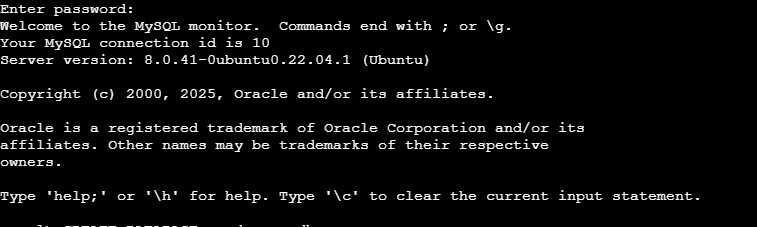 Enter password:
Welcome to the MySQL monitor.  Commands end with ; or \g.
Your MySQL connection id is 10
Server version: 8.0.41-0ubuntu0.22.04.1 (Ubuntu)
Copyright (c) 2000, 2025, Oracle and/or its affiliates.
Oracle is a registered trademark of Oracle Corporation and/or its
affiliates. Other names may be trademarks of their respective
owners.
Type 'help;' or '\h' for help. Type '\c' to clear the current input statement.